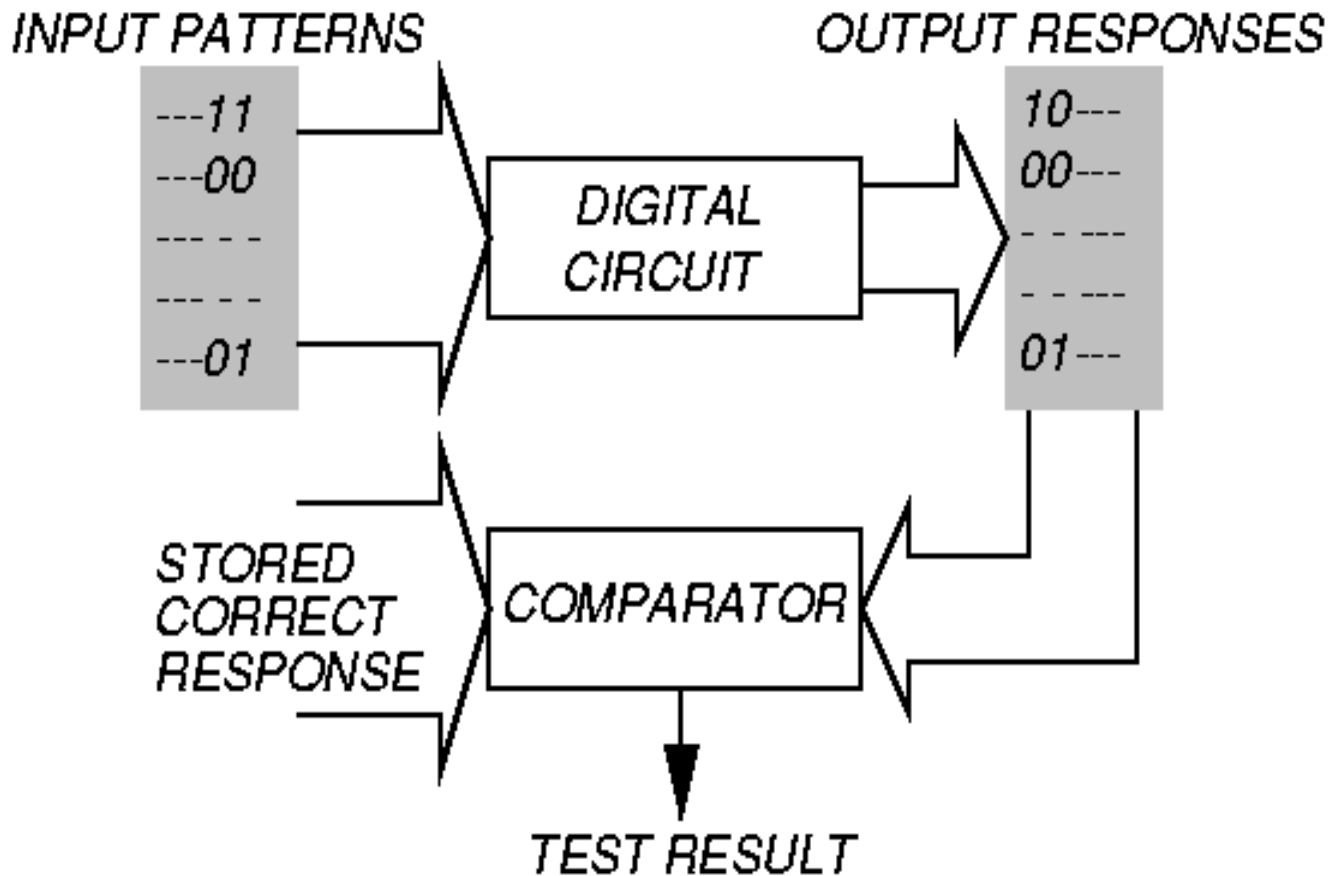 INPUT PATTERNS
OUTPUT RESPONSES
---11
---00
--- - -
--- - -
---01
DIGITAL
CIRCUIT
10---
00---
- - ---
- - ---
01---
STORED
CORRECT
RESPONSE
COMPARATOR
TEST RESULT